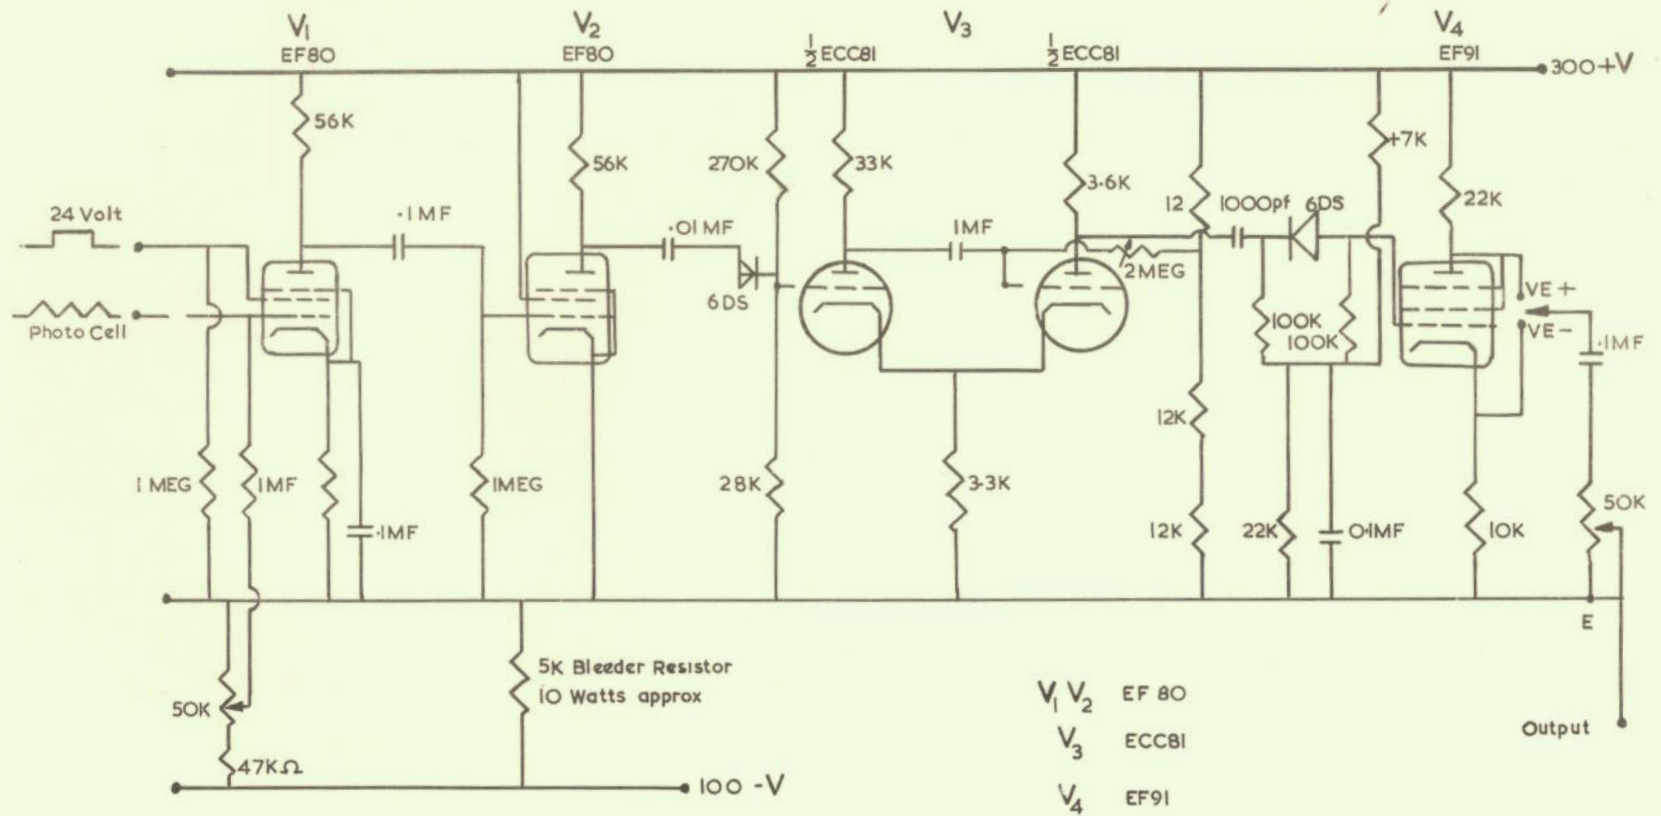 V1
EF80
V2
EF80
V3
½ ECC81
½ ECC81
V4
EF91
300+V
56K
56K
270K
33K
3·6K
12
1000pf
6DS
+7K
22K
24 Volt
·1MF
·01MF
1MF
2MEG
6DS
Photo Cell
100K
100K
VE+
VE−
·1MF
1 MEG
1MF
·1MF
1MEG
28K
3·3K
12K
12K
22K
0·1MF
10K
50K
E
5K Bleeder Resistor
10 Watts approx
50K
47KΩ
100 -V
Output
V1 V2 EF 80
V3 ECC81
V4 EF91